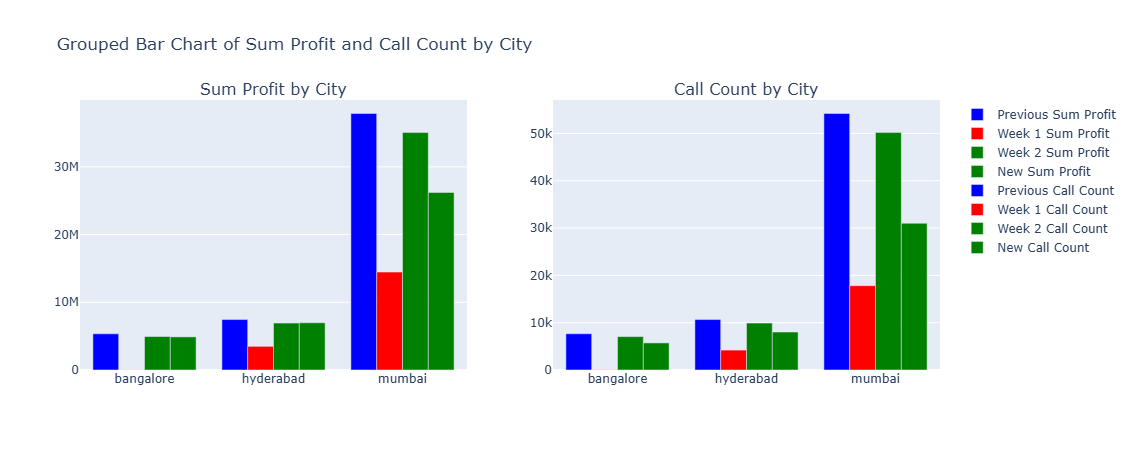 Grouped Bar Chart of Sum Profit and Call Count by City
Sum Profit by City
30M
20M
10M
0
bangalore
hyderabad
mumbai
Call Count by City
50k
40k
30k
20k
10k
0
bangalore
hyderabad
mumbai
Previous Sum Profit
Week 1 Sum Profit
Week 2 Sum Profit
New Sum Profit
Previous Call Count
Week 1 Call Count
Week 2 Call Count
New Call Count